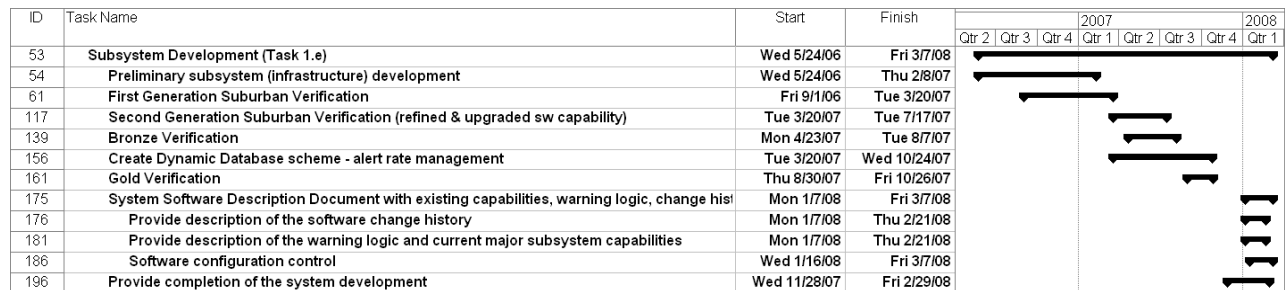 ID Task Name Start Finish 2007 2008
Qtr 2 Qtr 3 Qtr 4 Qtr 1 Qtr 2 Qtr 3 Qtr 4 Qtr 1
53 Subsystem Development (Task 1.e) Wed 5/24/06 Fri 3/7/08
54 Preliminary subsystem (infrastructure) development Wed 5/24/06 Thu 2/8/07
61 First Generation Suburban Verification Fri 9/1/06 Tue 3/20/07
117 Second Generation Suburban Verification (refined & upgraded sw capability) Tue 3/20/07 Tue 7/17/07
139 Bronze Verification Mon 4/23/07 Tue 8/7/07
156 Create Dynamic Database scheme - alert rate management Tue 3/20/07 Wed 10/24/07
161 Gold Verification Thu 8/30/07 Fri 10/26/07
175 System Software Description Document with existing capabilities, warning logic, change hist Mon 1/7/08 Fri 3/7/08
176 Provide description of the software change history Mon 1/7/08 Thu 2/21/08
181 Provide description of the warning logic and current major subsystem capabilities Mon 1/7/08 Thu 2/21/08
186 Software configuration control Wed 1/16/08 Fri 3/7/08
196 Provide completion of the system development Wed 11/28/07 Fri 2/29/08